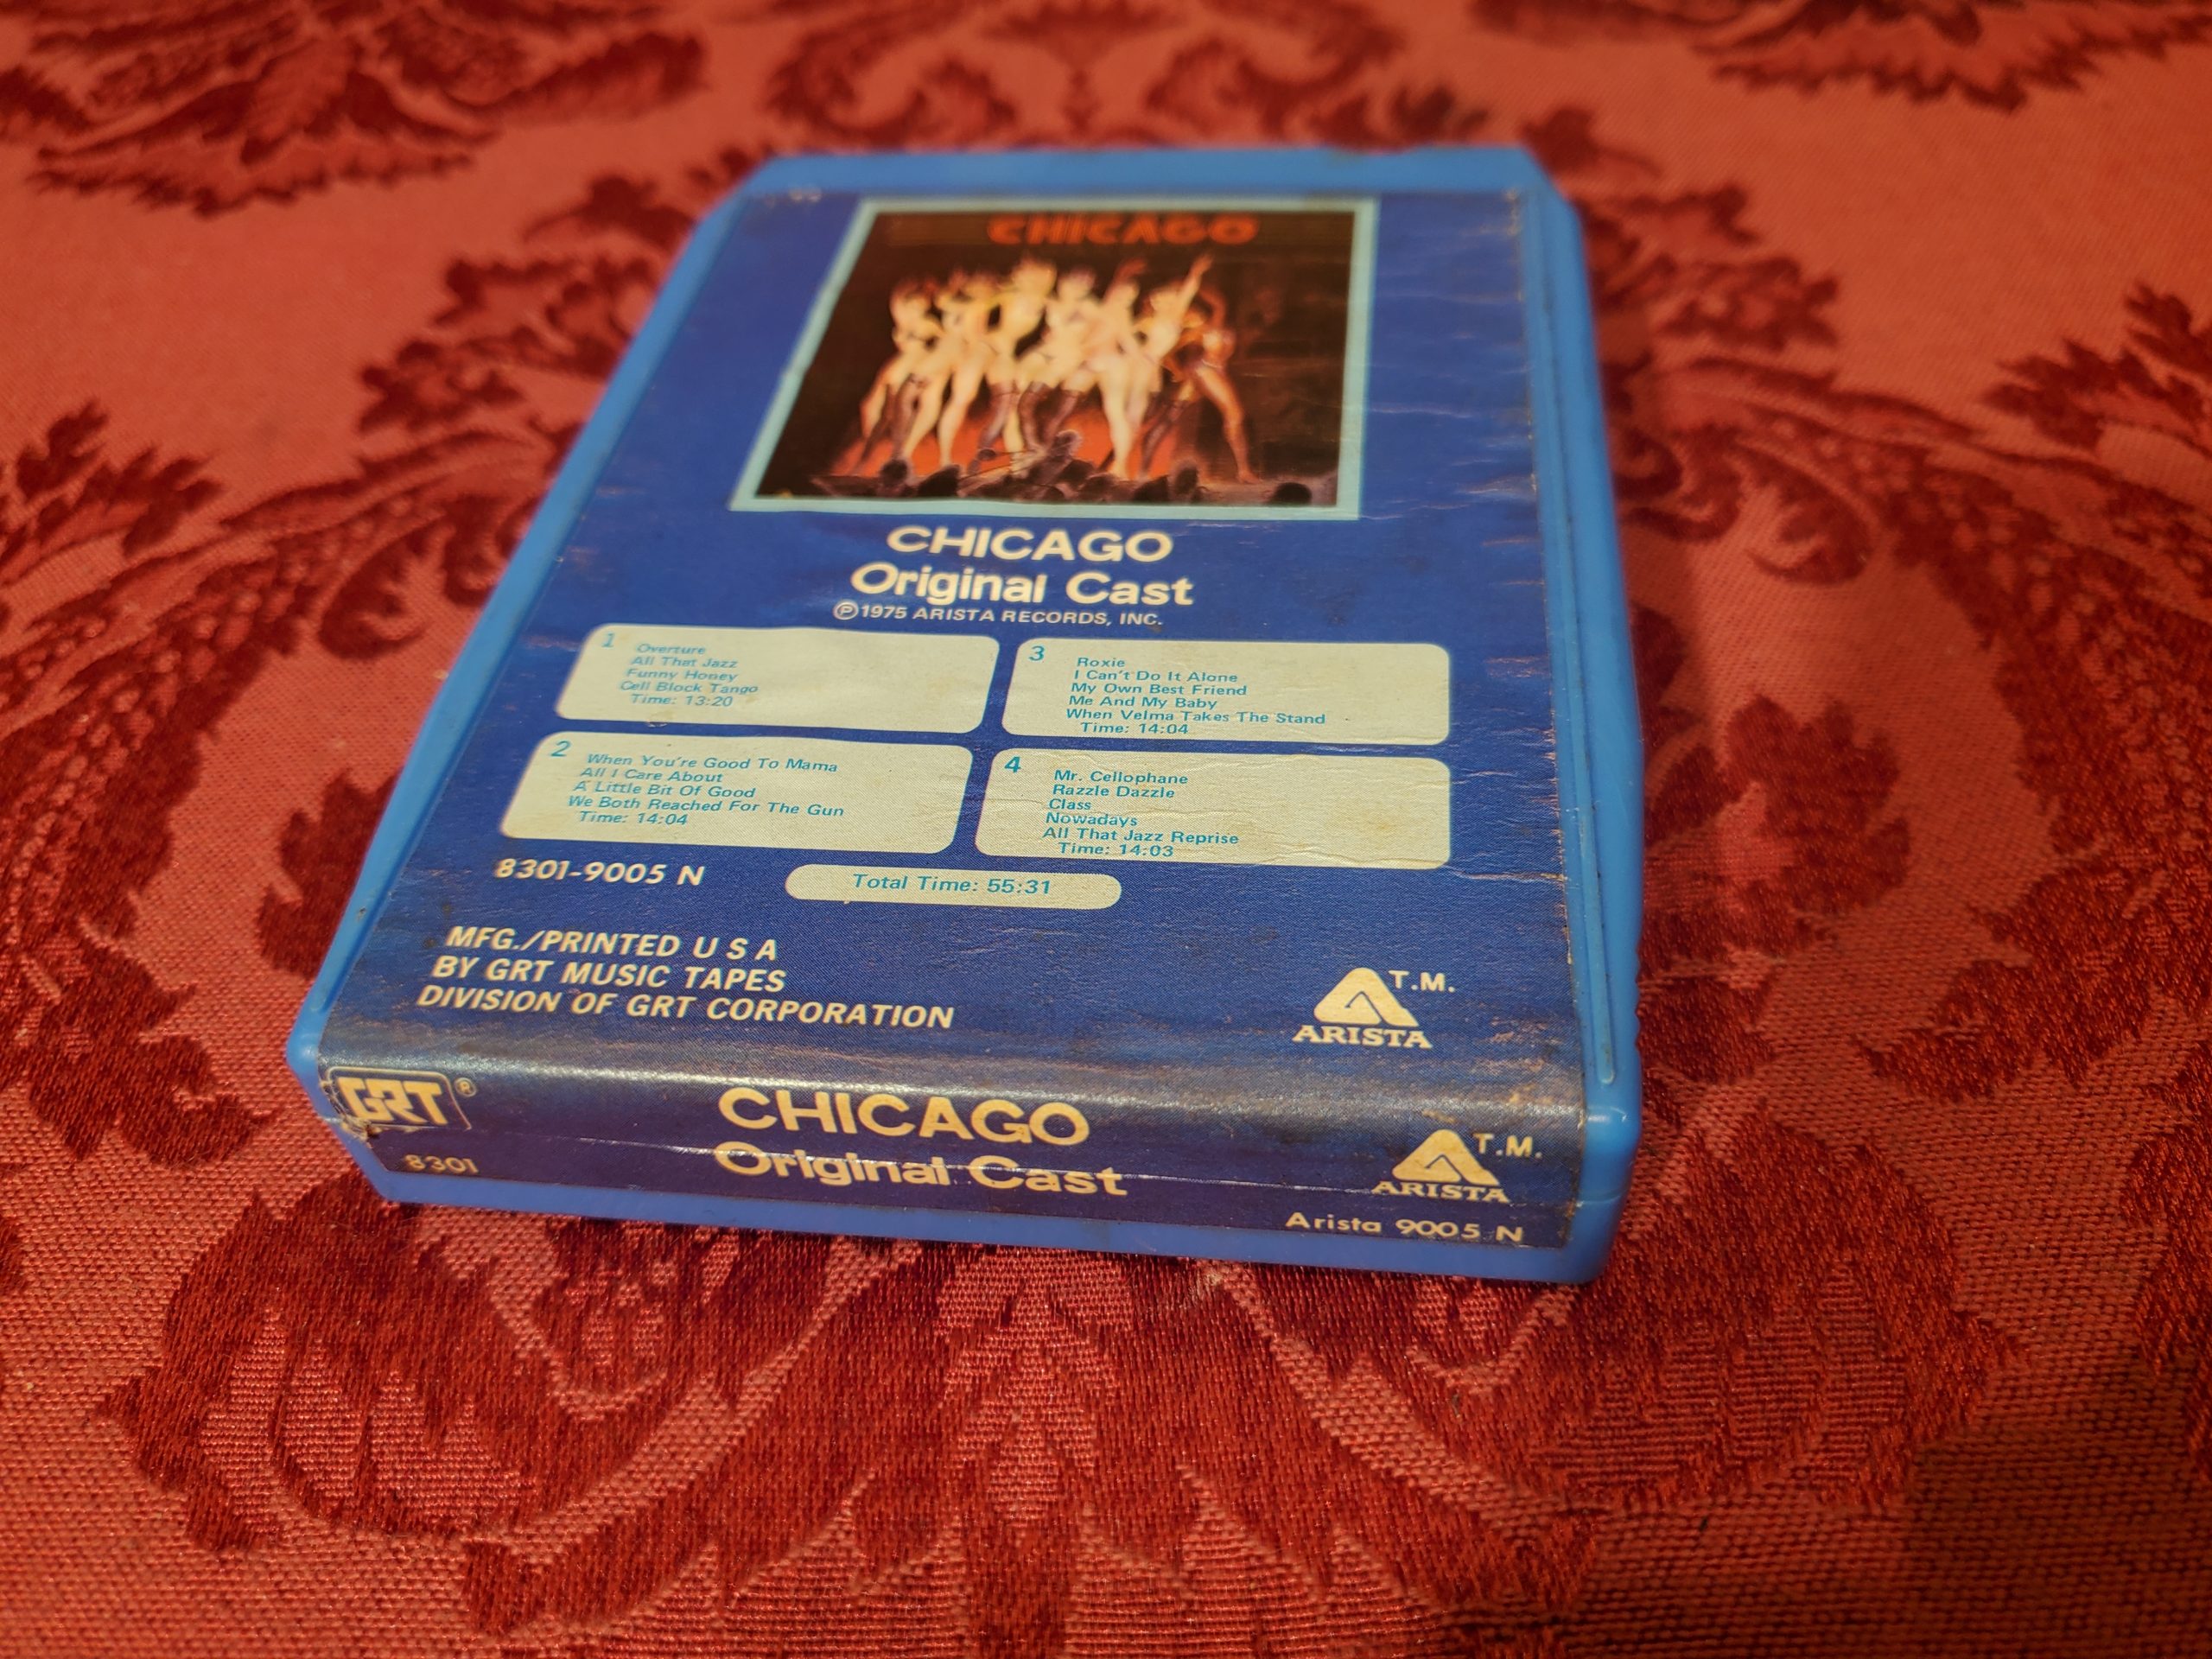 CHICAGO
CHICAGO
Original Cast
Ⓟ1975 ARISTA RECORDS, INC.
1
Overture
All That Jazz
Funny Honey
Cell Block Tango
Time: 13:20
2
When You're Good To Mama
All I Care About
A Little Bit Of Good
We Both Reached For The Gun
Time: 14:04
3
Roxie
I Can't Do It Alone
My Own Best Friend
Me And My Baby
When Velma Takes The Stand
Time: 14:04
4
Mr. Cellophane
Razzle Dazzle
Class
Nowadays
All That Jazz Reprise
Time: 14:03
8301-9005 N
Total Time: 55:31
MFG./PRINTED U S A
BY GRT MUSIC TAPES
DIVISION OF GRT CORPORATION
T.M.
ARISTA
GRT®
8301
CHICAGO
Original Cast
T.M.
ARISTA
Arista 9005 N